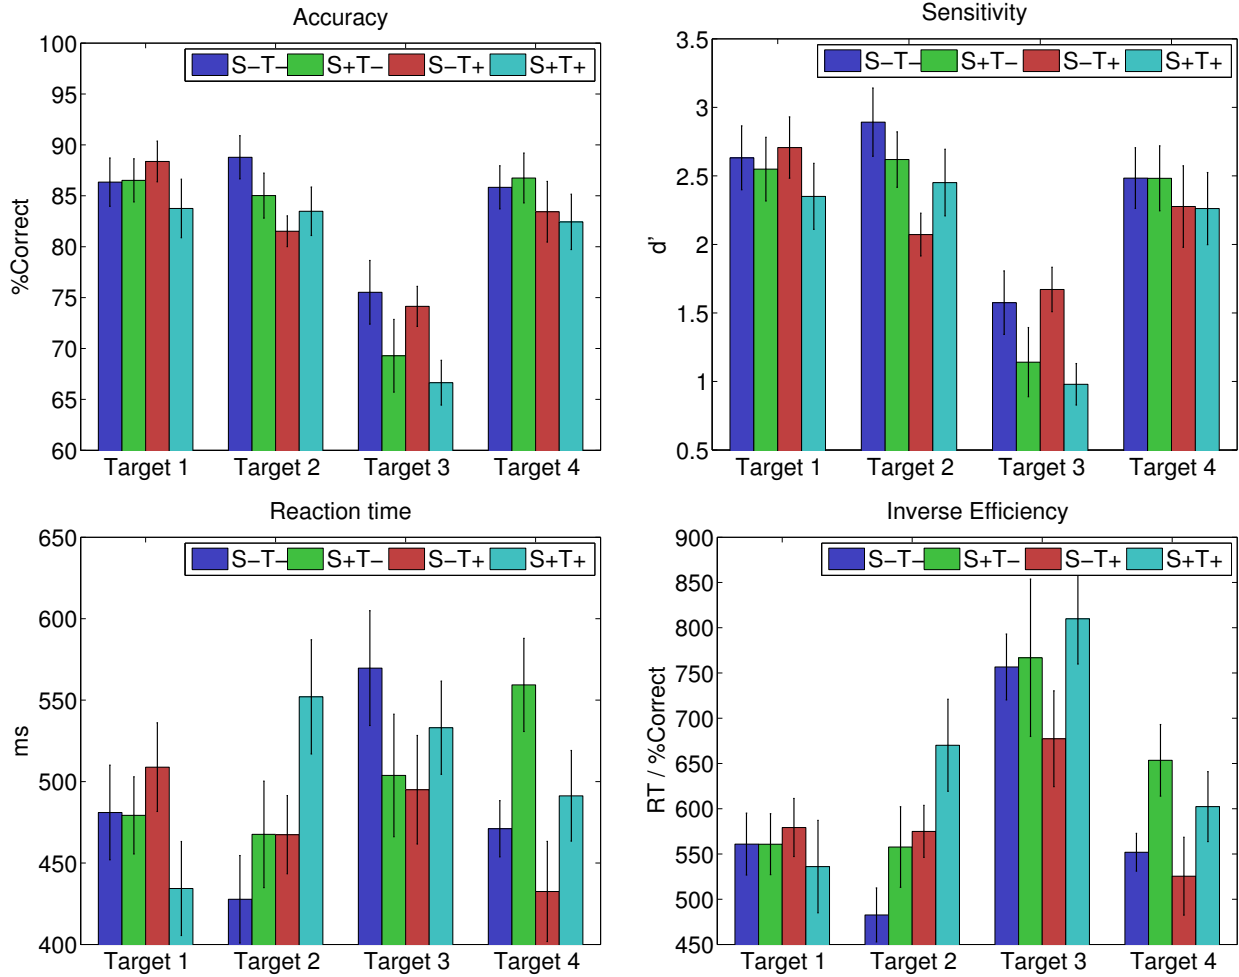 Accuracy
100
95
90
85
80
75
70
65
60
%Correct
S−T− S+T− S−T+ S+T+
Target 1 Target 2 Target 3 Target 4
Sensitivity
3.5
3
2.5
2
1.5
1
0.5
d'
S−T− S+T− S−T+ S+T+
Target 1 Target 2 Target 3 Target 4
Reaction time
650
600
550
500
450
400
ms
S−T− S+T− S−T+ S+T+
Target 1 Target 2 Target 3 Target 4
Inverse Efficiency
900
850
800
750
700
650
600
550
500
450
RT / %Correct
S−T− S+T− S−T+ S+T+
Target 1 Target 2 Target 3 Target 4